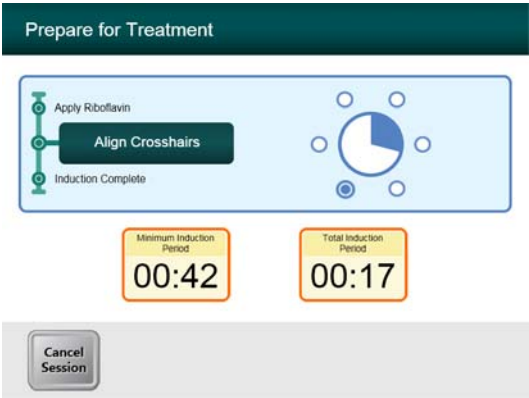 Prepare for Treatment
Apply Riboflavin
Align Crosshairs
Induction Complete
Minimum Induction
Period
00:42
Total Induction
Period
00:17
Cancel
Session